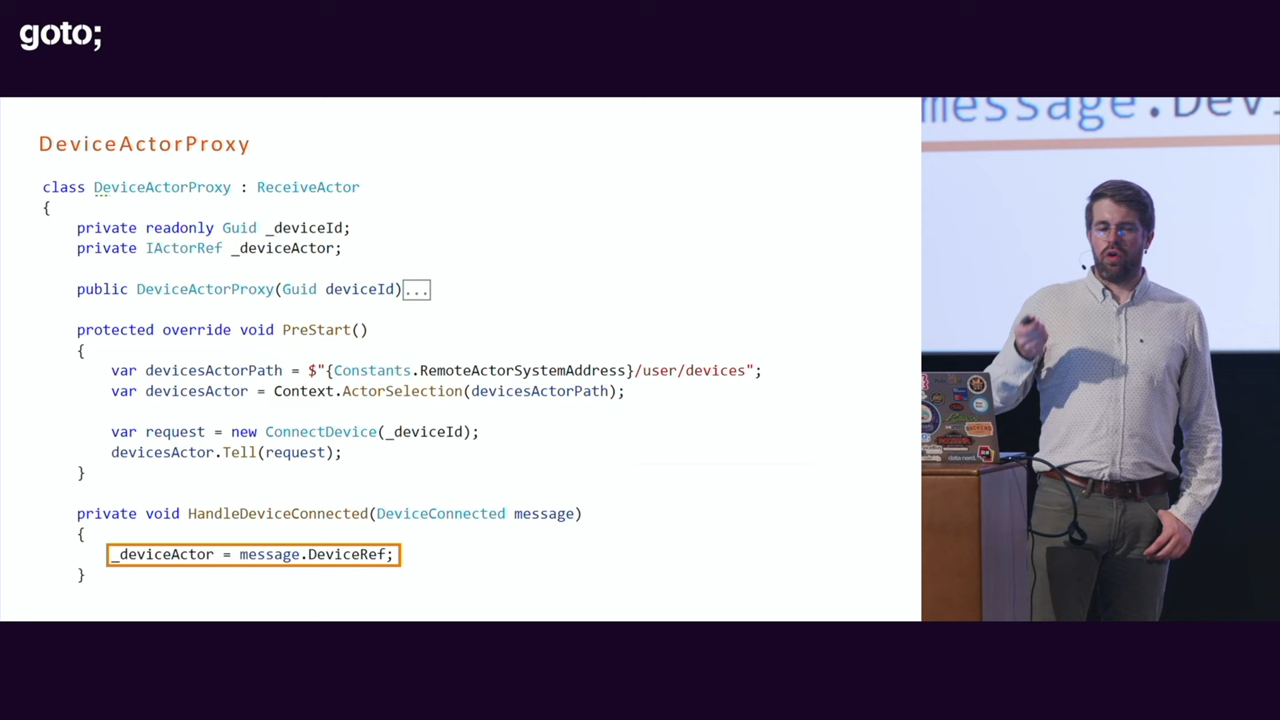 goto;
DeviceActorProxy
class DeviceActorProxy : ReceiveActor
{
private readonly Guid _deviceId;
private IActorRef _deviceActor;
public DeviceActorProxy(Guid deviceId)...
protected override void PreStart()
{
var devicesActorPath = $"{Constants.RemoteActorSystemAddress}/user/devices";
var devicesActor = Context.ActorSelection(devicesActorPath);
var request = new ConnectDevice(_deviceId);
devicesActor.Tell(request);
}
private void HandleDeviceConnected(DeviceConnected message)
{
_deviceActor = message.DeviceRef;
}
message.Devi